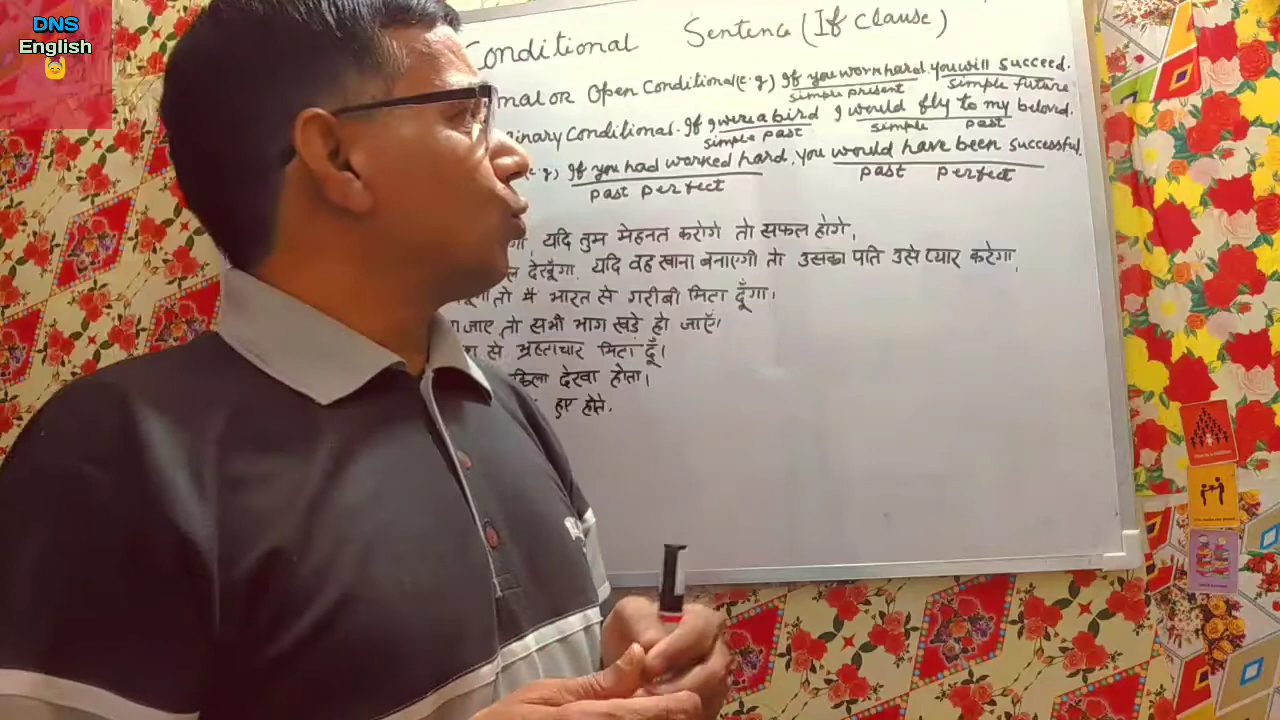 DNS
English
Conditional Sentence (If clause)
mal or Open Conditional (e.g) If you work hard you will succeed.
simple present simple future
inary Conditional. If I were a bird I would fly to my beloved.
simple past simple past
e.g) If you had worked hard, you would have been successful.
past perfect past perfect
यदि तुम मेहनत करोगे तो सफल होगे,
देखूँगा. यदि वह खाना बनाएगी तो उसका पति उसे प्यार करेगा,
तो मैं भारत से गरीबी मिटा दूँगा।
जाए तो सभी भाग खड़े हो जाएँ।
से भ्रष्टाचार मिटा दूँ।
किला देखा होता।
हुए होते.